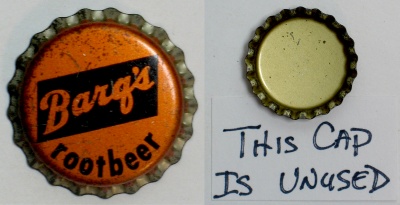 Barq's
rootbeer
THIS CAP
IS UNUSED